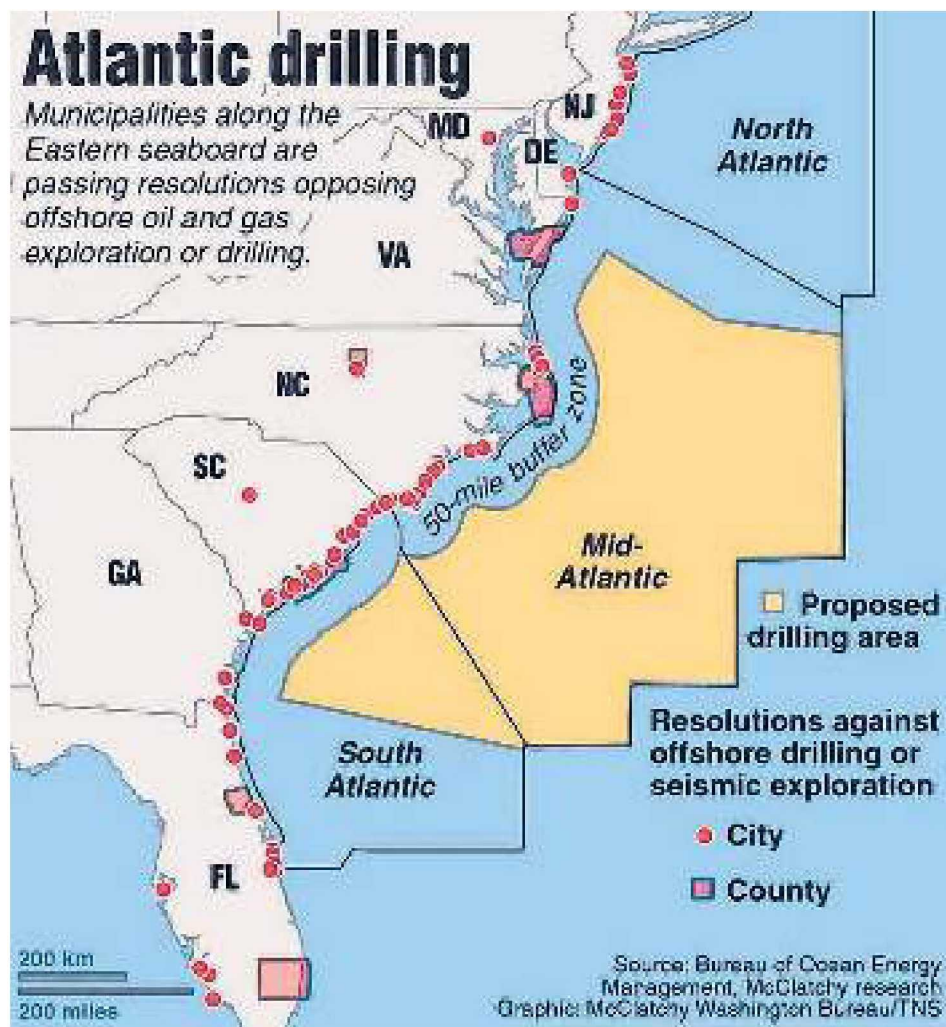 Atlantic drilling
Municipalities along the
Eastern seaboard are
passing resolutions opposing
offshore oil and gas
exploration or drilling.
MD
NJ
DE
North
Atlantic
VA
NC
50-mile buffer zone
SC
GA
Mid-
Atlantic
Proposed
drilling area
South
Atlantic
Resolutions against
offshore drilling or
seismic exploration
City
County
FL
200 km
200 miles
Source: Bureau of Ocean Energy
Management, McClatchy research
Graphic: McClatchy Washington Bureau/TNS